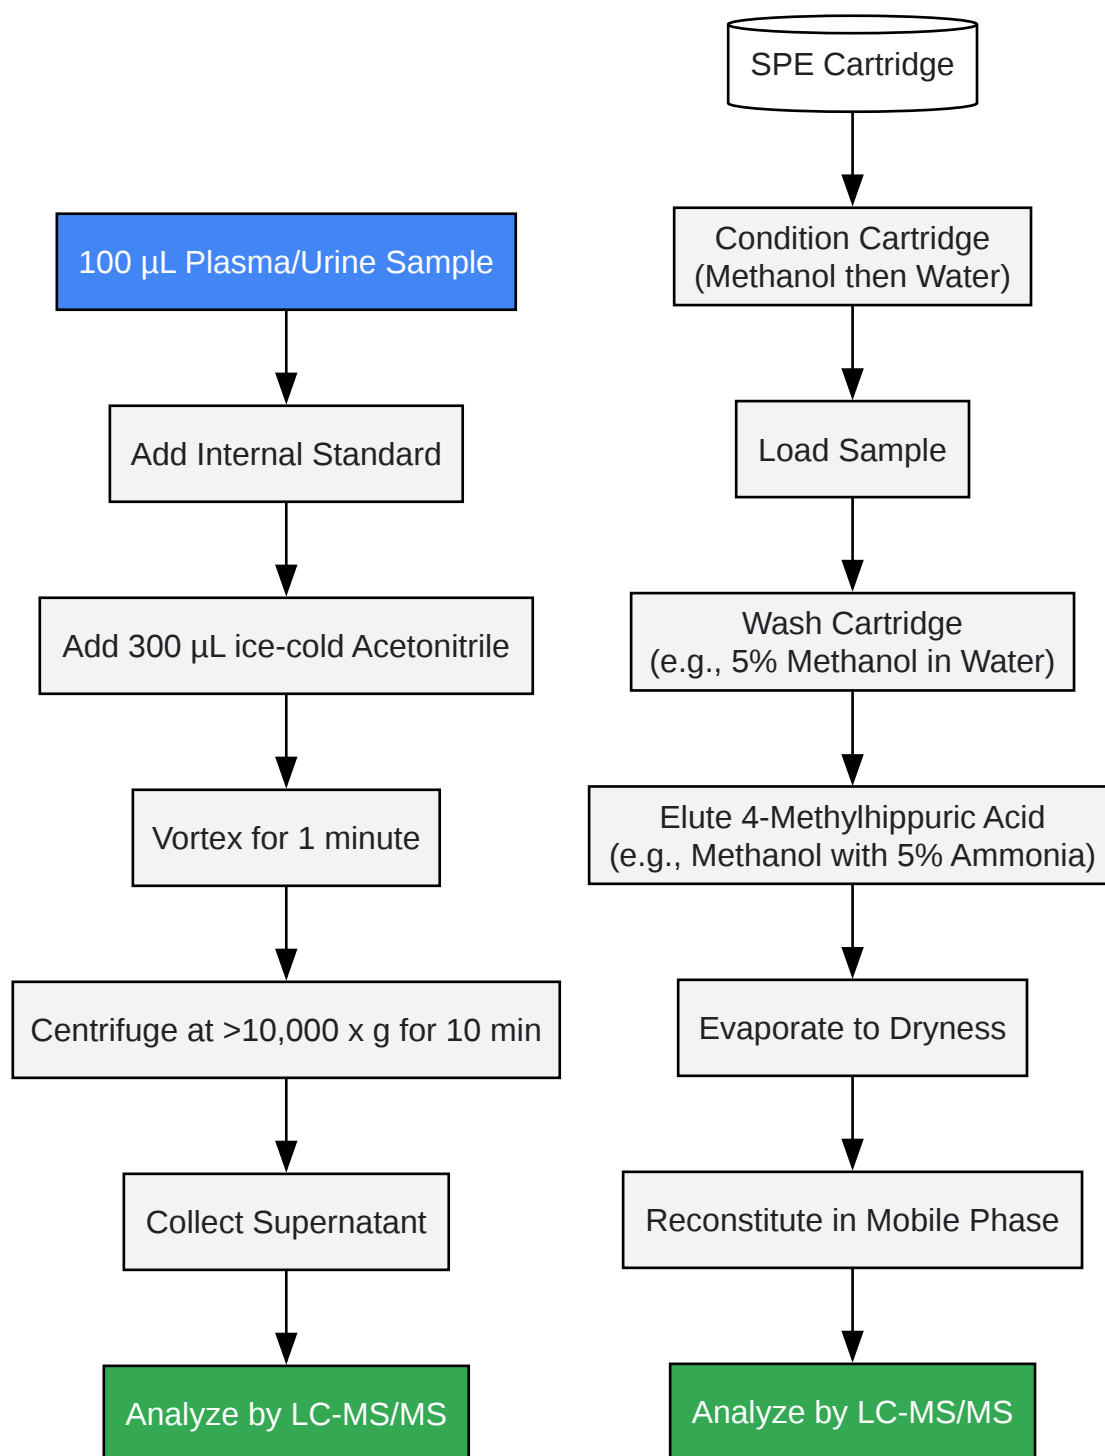 100 µL Plasma/Urine Sample
Add Internal Standard
Add 300 µL ice-cold Acetonitrile
Vortex for 1 minute
Centrifuge at >10,000 x g for 10 min
Collect Supernatant
Analyze by LC-MS/MS
SPE Cartridge
Condition Cartridge
(Methanol then Water)
Load Sample
Wash Cartridge
(e.g., 5% Methanol in Water)
Elute 4-Methylhippuric Acid
(e.g., Methanol with 5% Ammonia)
Evaporate to Dryness
Reconstitute in Mobile Phase
Analyze by LC-MS/MS